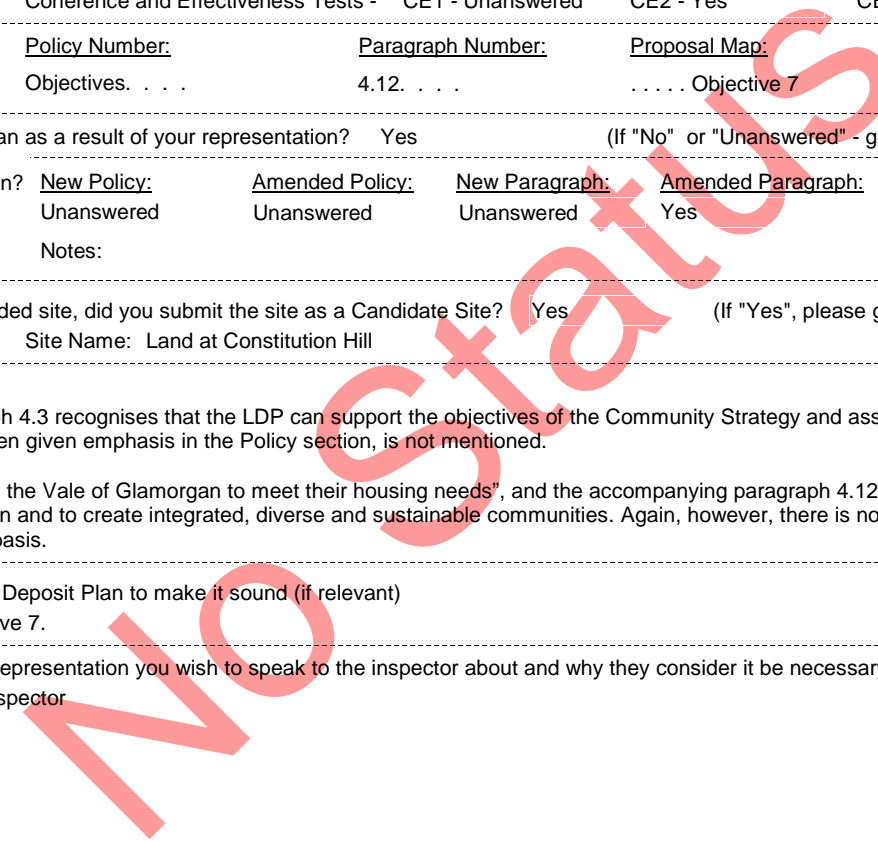 Coherence and Effectiveness Tests - CE1 - Unanswered CE2 - Yes CE
Policy Number: Paragraph Number: Proposal Map:
Objectives. . . . 4.12. . . . . . . . . Objective 7
an as a result of your representation? Yes (If "No" or "Unanswered" - g
n? New Policy: Amended Policy: New Paragraph: Amended Paragraph:
Unanswered Unanswered Unanswered Yes
Notes:
ded site, did you submit the site as a Candidate Site? Yes (If "Yes", please g
Site Name: Land at Constitution Hill
h 4.3 recognises that the LDP can support the objectives of the Community Strategy and ass
en given emphasis in the Policy section, is not mentioned.
the Vale of Glamorgan to meet their housing needs”, and the accompanying paragraph 4.12
n and to create integrated, diverse and sustainable communities. Again, however, there is no
basis.
Deposit Plan to make it sound (if relevant)
ve 7.
epresentation you wish to speak to the inspector about and why they consider it be necessary
spector
No Status